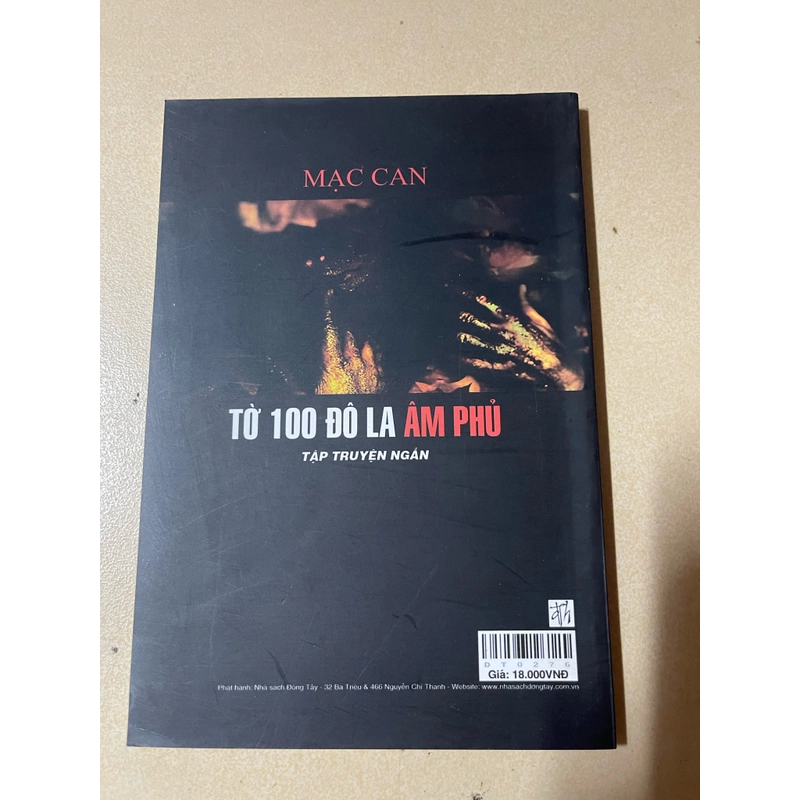 MẠC CAN
TỜ 100 ĐÔ LA ÂM PHỦ
TẬP TRUYỆN NGẮN
DT0276
Giá: 18.000VNĐ
Phát hành: Nhà sách Đông Tây - 32 Bà Triệu & 466 Nguyễn Chí Thanh - Website: www.nhasachdongtay.com.vn